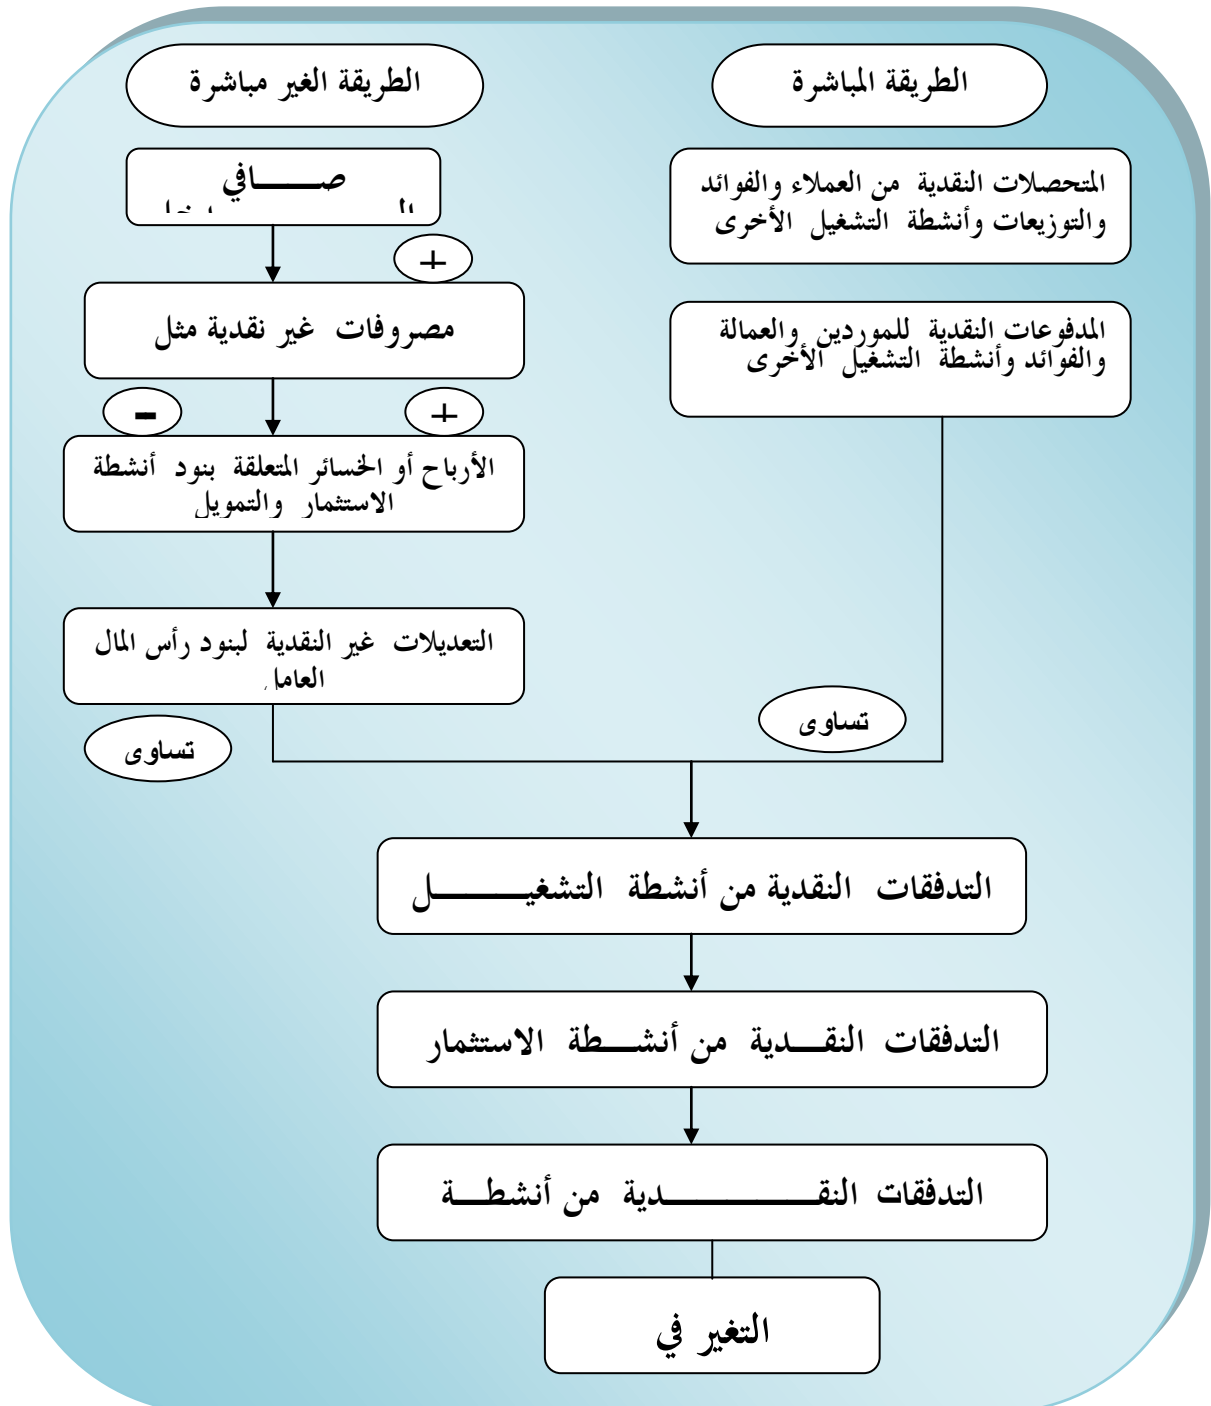 الطريقة المباشرة
الطريقة الغير مباشرة
المتحصلات النقدية من العملاء والفوائد
والتوزيعات وأنشطة التشغيل الأخرى
المدفوعات النقدية للموردين والعمالة
والفوائد وأنشطة التشغيل الأخرى
تساوى
صـــــافي
+
مصروفات غير نقدية مثل
+
-
الأرباح أو الخسائر المتعلقة بنود أنشطة
الاستثمار والتمويل
التعديلات غير النقدية لبنود رأس المال
العامل
تساوى
التدفقات النقدية من أنشطة التشغيـــــــل
التدفقات النقـــدية من أنشـــطة الاستثمار
التدفقات النقـــــــــدية من أنشطـــة
التغير في